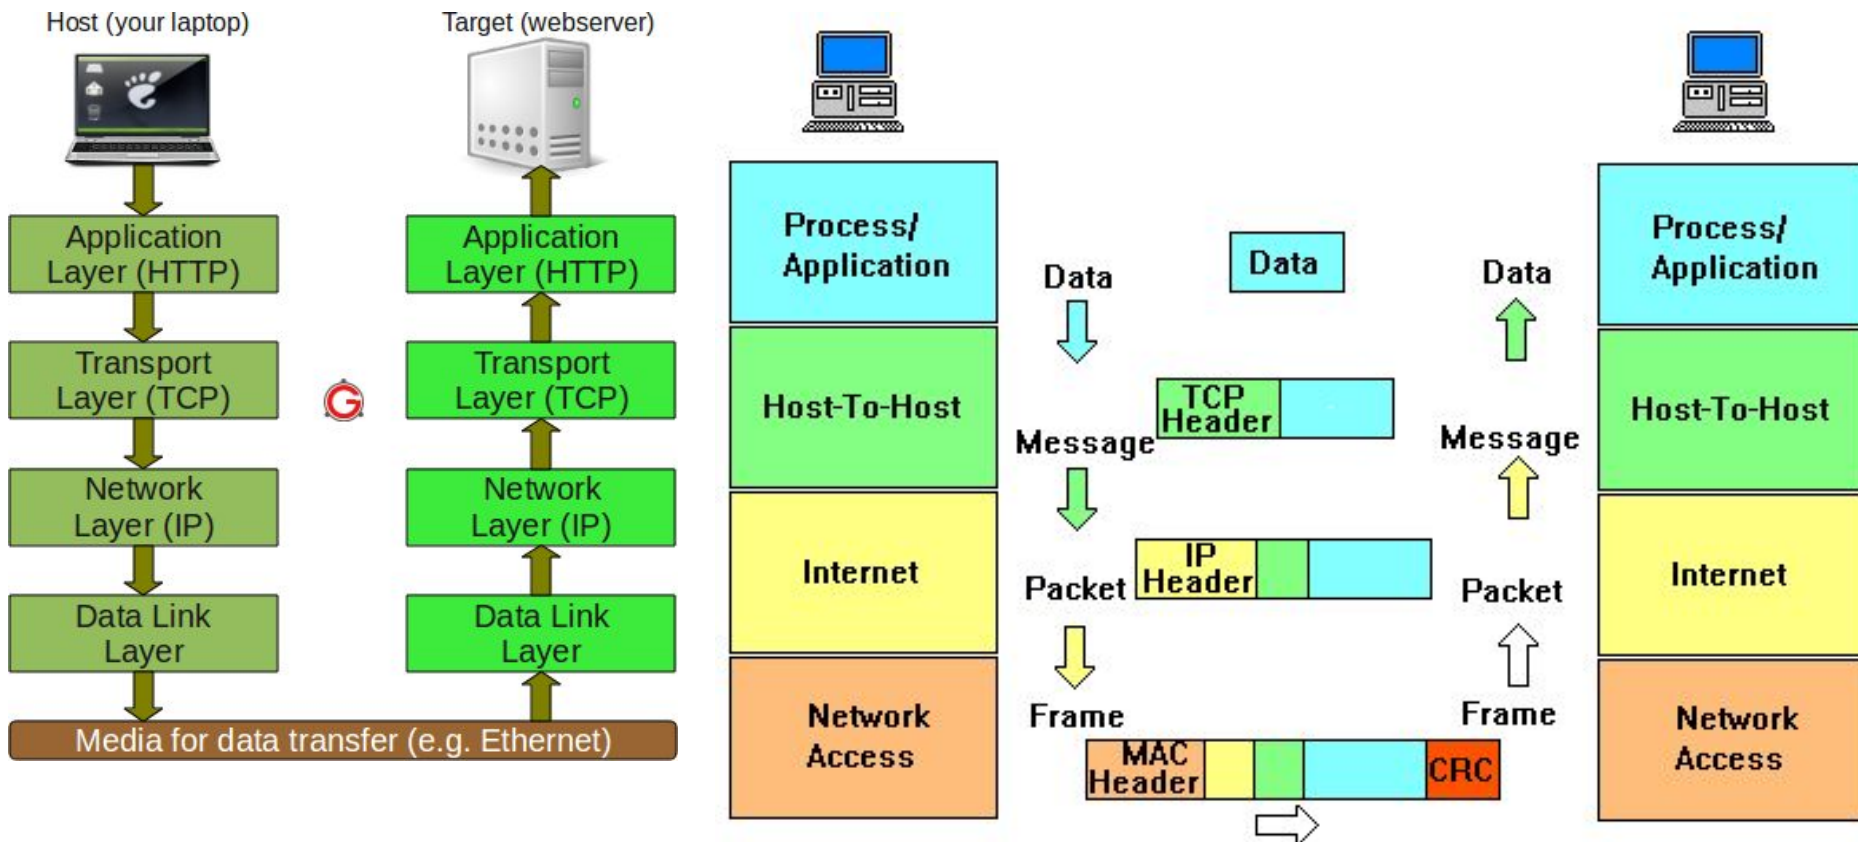 Host (your laptop)
Target (webserver)
Application
Layer (HTTP)
Transport
Layer (TCP)
Network
Layer (IP)
Data Link
Layer
Application
Layer (HTTP)
Transport
Layer (TCP)
Network
Layer (IP)
Data Link
Layer
Media for data transfer (e.g. Ethernet)
G
Process/
Application
Host-To-Host
Internet
Network
Access
Data
Message
Packet
Frame
Data
TCP
Header
IP
Header
MAC
Header
CRC
Data
Message
Packet
Frame
Process/
Application
Host-To-Host
Internet
Network
Access